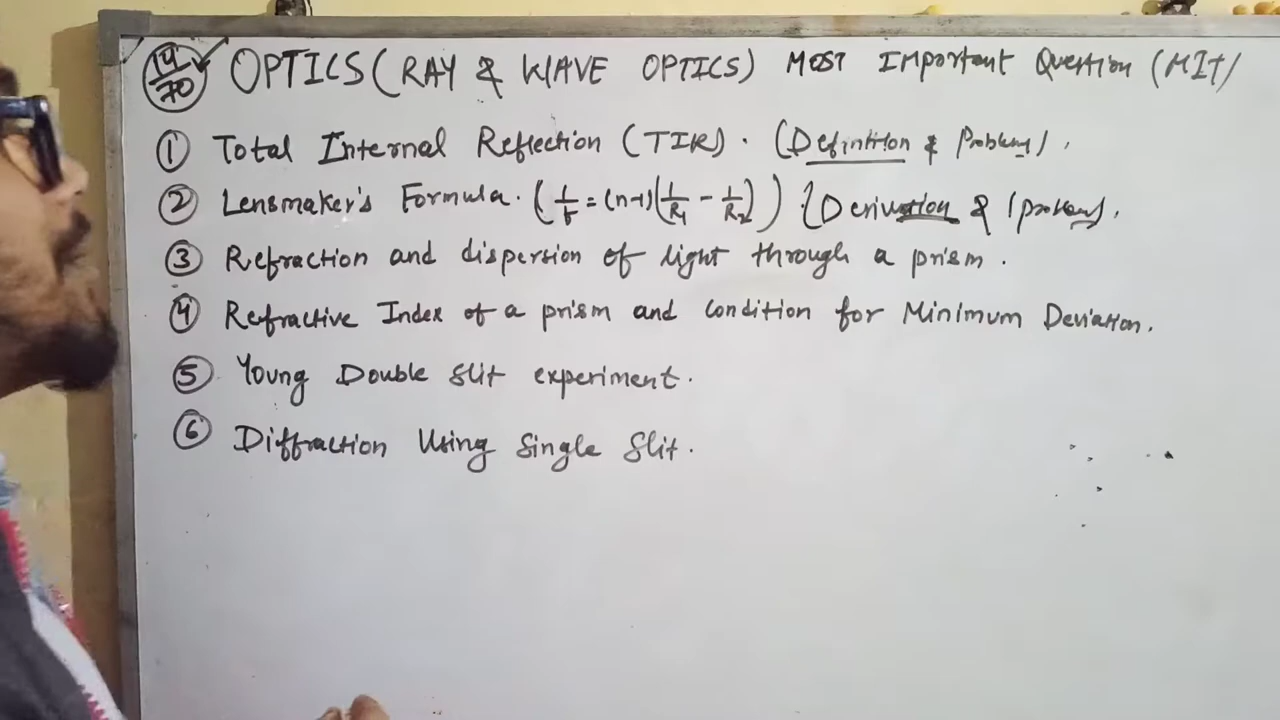 14/70 OPTICS (RAY & WAVE OPTICS) MOST Important Question (MIT)
① Total Internal Reflection (TIR). (Definition & Problem).
② Lensmaker's Formula. (1/f = (n-1)(1/R₁ - 1/R₂)) (Derivation & (problem).
③ Refraction and dispersion of light through a prism.
④ Refractive Index of a prism and condition for Minimum Deviation.
⑤ Young Double Slit experiment.
⑥ Diffraction Using Single Slit.